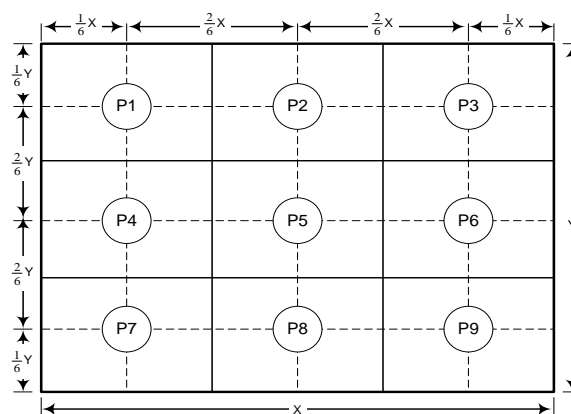 1/6 X 2/6 X 2/6 X 1/6 X
1/6 Y
P1 P2 P3
2/6 Y
P4 P5 P6
Y
2/6 Y
P7 P8 P9
1/6 Y
X